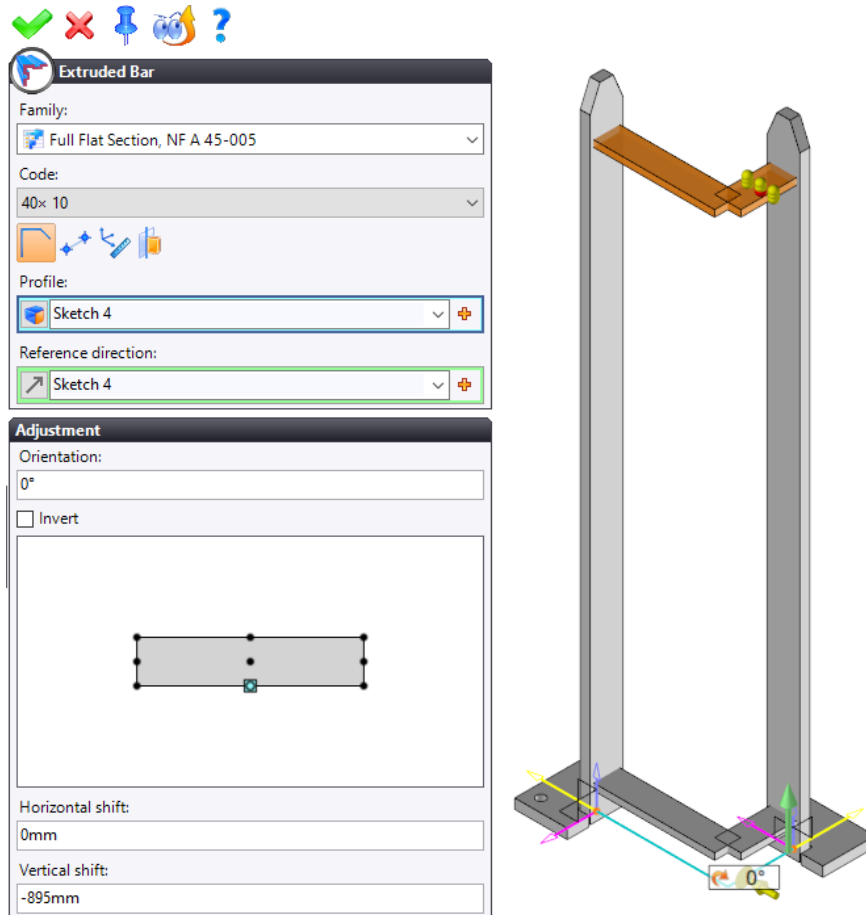 ?
Extruded Bar
Family:
Full Flat Section, NF A 45-005
Code:
40× 10
Profile:
Sketch 4
Reference direction:
Sketch 4
Adjustment
Orientation:
0°
Invert
Horizontal shift:
0mm
Vertical shift:
-895mm
0°